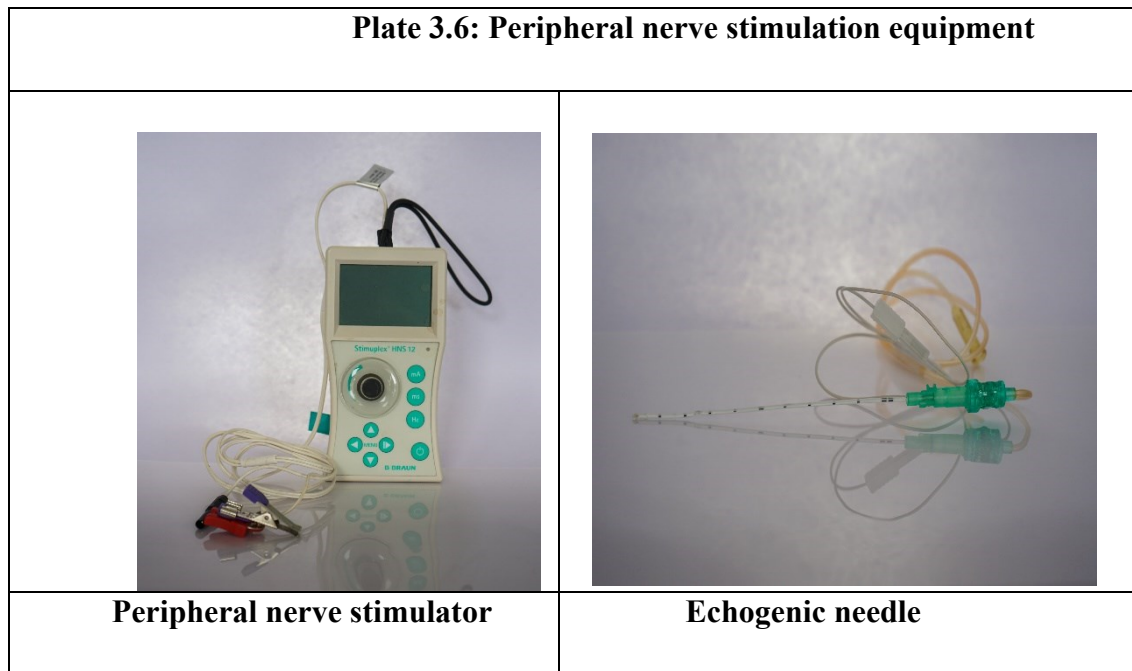 Plate 3.6: Peripheral nerve stimulation equipment
Stimuplex® HNS 12
mA
ms
Hz
MENU
B|BRAUN
Peripheral nerve stimulator
Echogenic needle